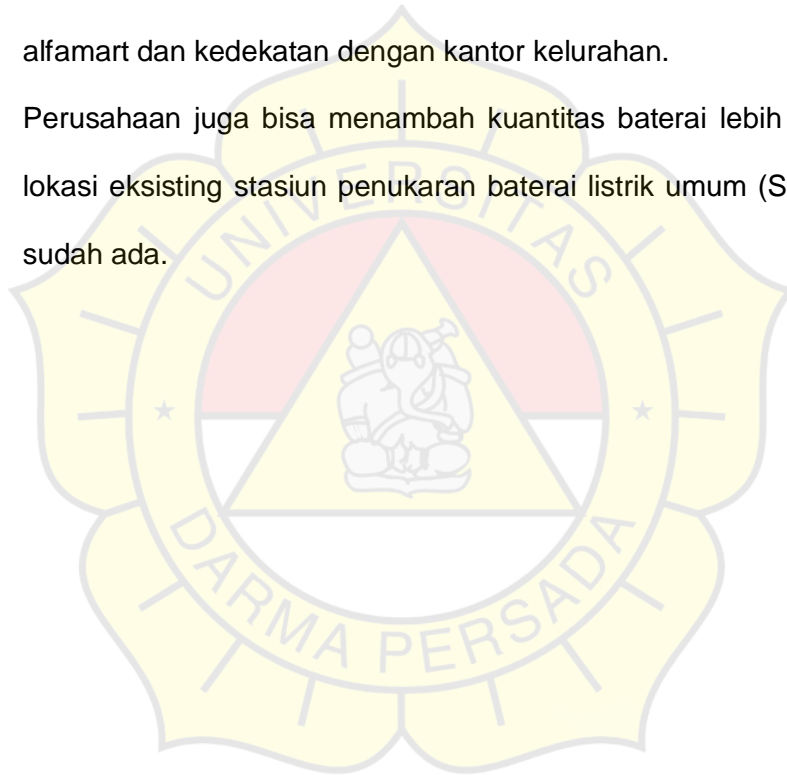 alfamart dan kedekatan dengan kantor kelurahan.
Perusahaan juga bisa menambah kuantitas baterai lebih
lokasi eksisting stasiun penukaran baterai listrik umum (S
sudah ada.
UNIVERSITAS
DARMA PERSADA